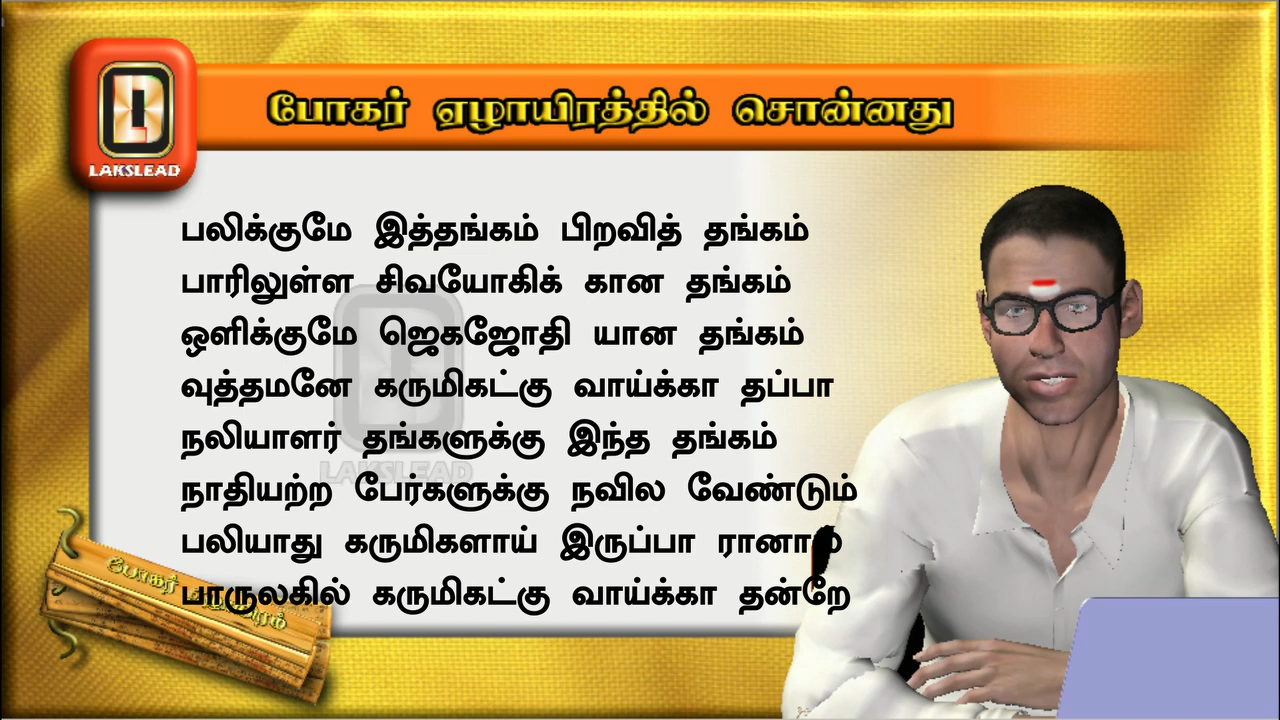 LAKSLEAD
போகர் ஏழாயிரத்தில் சொன்னது
பலிக்குமே இத்தங்கம் பிறவித் தங்கம்
பாரிலுள்ள சிவயோகிக் கான தங்கம்
ஒளிக்குமே ஜெகஜோதி யான தங்கம்
வுத்தமனே கருமிகட்கு வாய்க்கா தப்பா
நலியாளர் தங்களுக்கு இந்த தங்கம்
நாதியற்ற பேர்களுக்கு நவில வேண்டும்
பலியாது கருமிகளாய் இருப்பா ரானால்
பாருலகில் கருமிகட்கு வாய்க்கா தன்றே
LAKSLEAD
போகர்